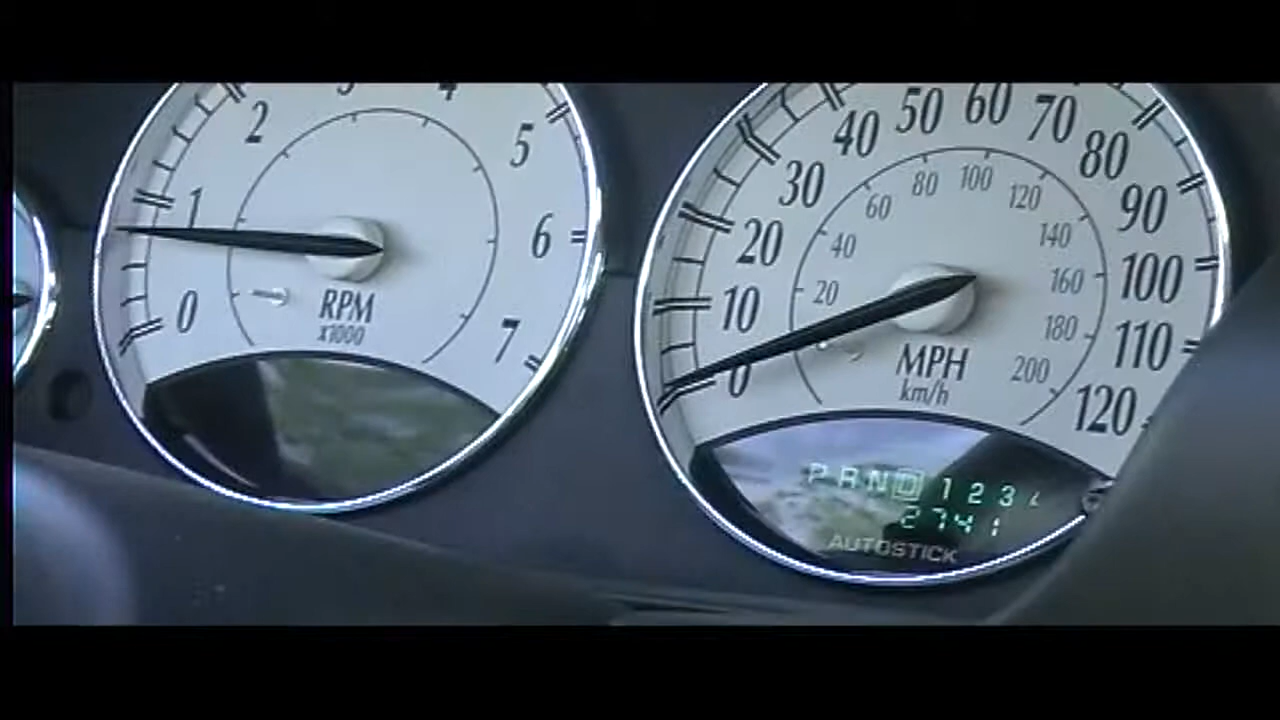 0 1 2 3 4 5 6 7
RPM
x1000
0 10 20 30 40 50 60 70 80 90 100 110 120
20 40 60 80 100 120 140 160 180 200
MPH
km/h
P R N D 1 2 3 4
2741
AUTOSTICK